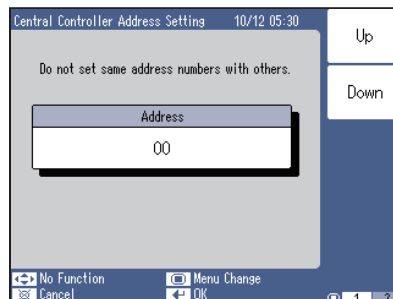 Central Controller Address Setting 10/12 05:30
Up
Do not set same address numbers with others.
Down
Address
00
No Function Menu Change
Cancel OK
1 2